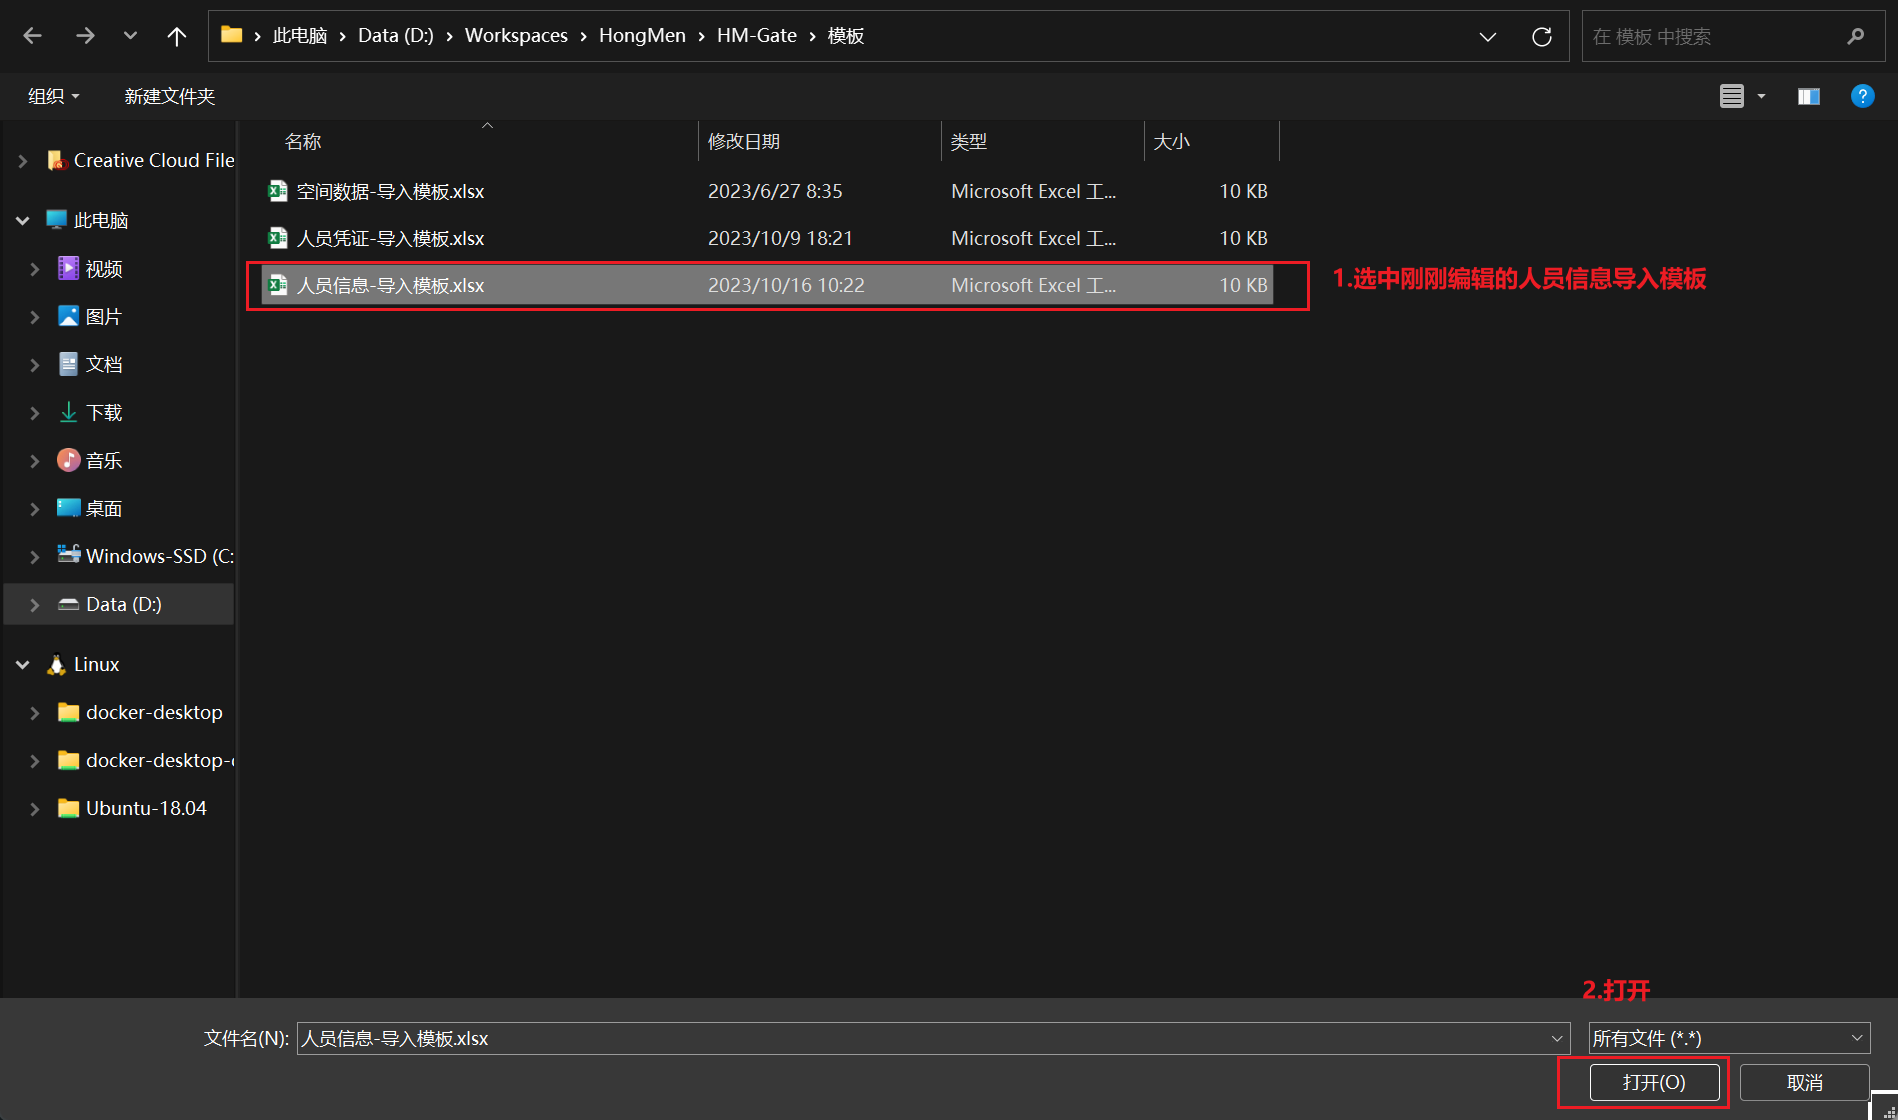 此电脑 › Data (D:) › Workspaces › HongMen › HM-Gate › 模板
在 模板 中搜索
组织
新建文件夹
名称 修改日期 类型 大小
空间数据-导入模板.xlsx 2023/6/27 8:35 Microsoft Excel 工... 10 KB
人员凭证-导入模板.xlsx 2023/10/9 18:21 Microsoft Excel 工... 10 KB
人员信息-导入模板.xlsx 2023/10/16 10:22 Microsoft Excel 工... 10 KB
1.选中刚刚编辑的人员信息导入模板
Creative Cloud File
此电脑
视频
图片
文档
下载
音乐
桌面
Windows-SSD (C:
Data (D:)
Linux
docker-desktop
docker-desktop-
Ubuntu-18.04
2.打开
文件名(N): 人员信息-导入模板.xlsx
所有文件 (*.*)
打开(O)
取消